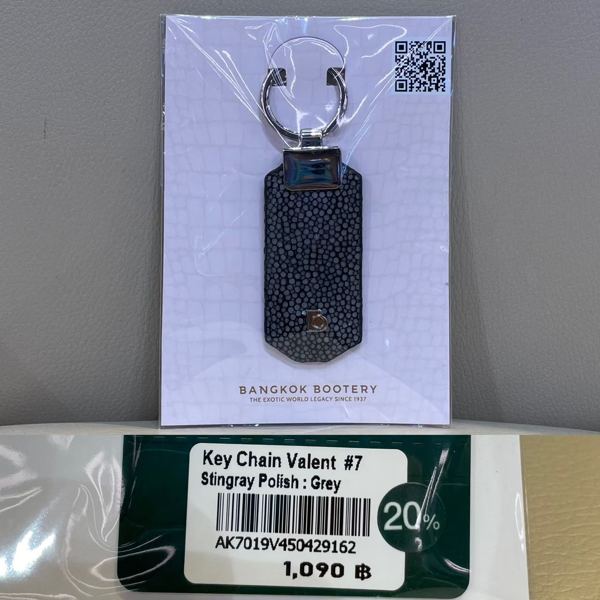 B
BANGKOK BOOTERY
THE EXOTIC WORLD LEGACY SINCE 1937
Key Chain Valent #7
Stingray Polish : Grey
20%
AK7019V450429162
1,090 ฿